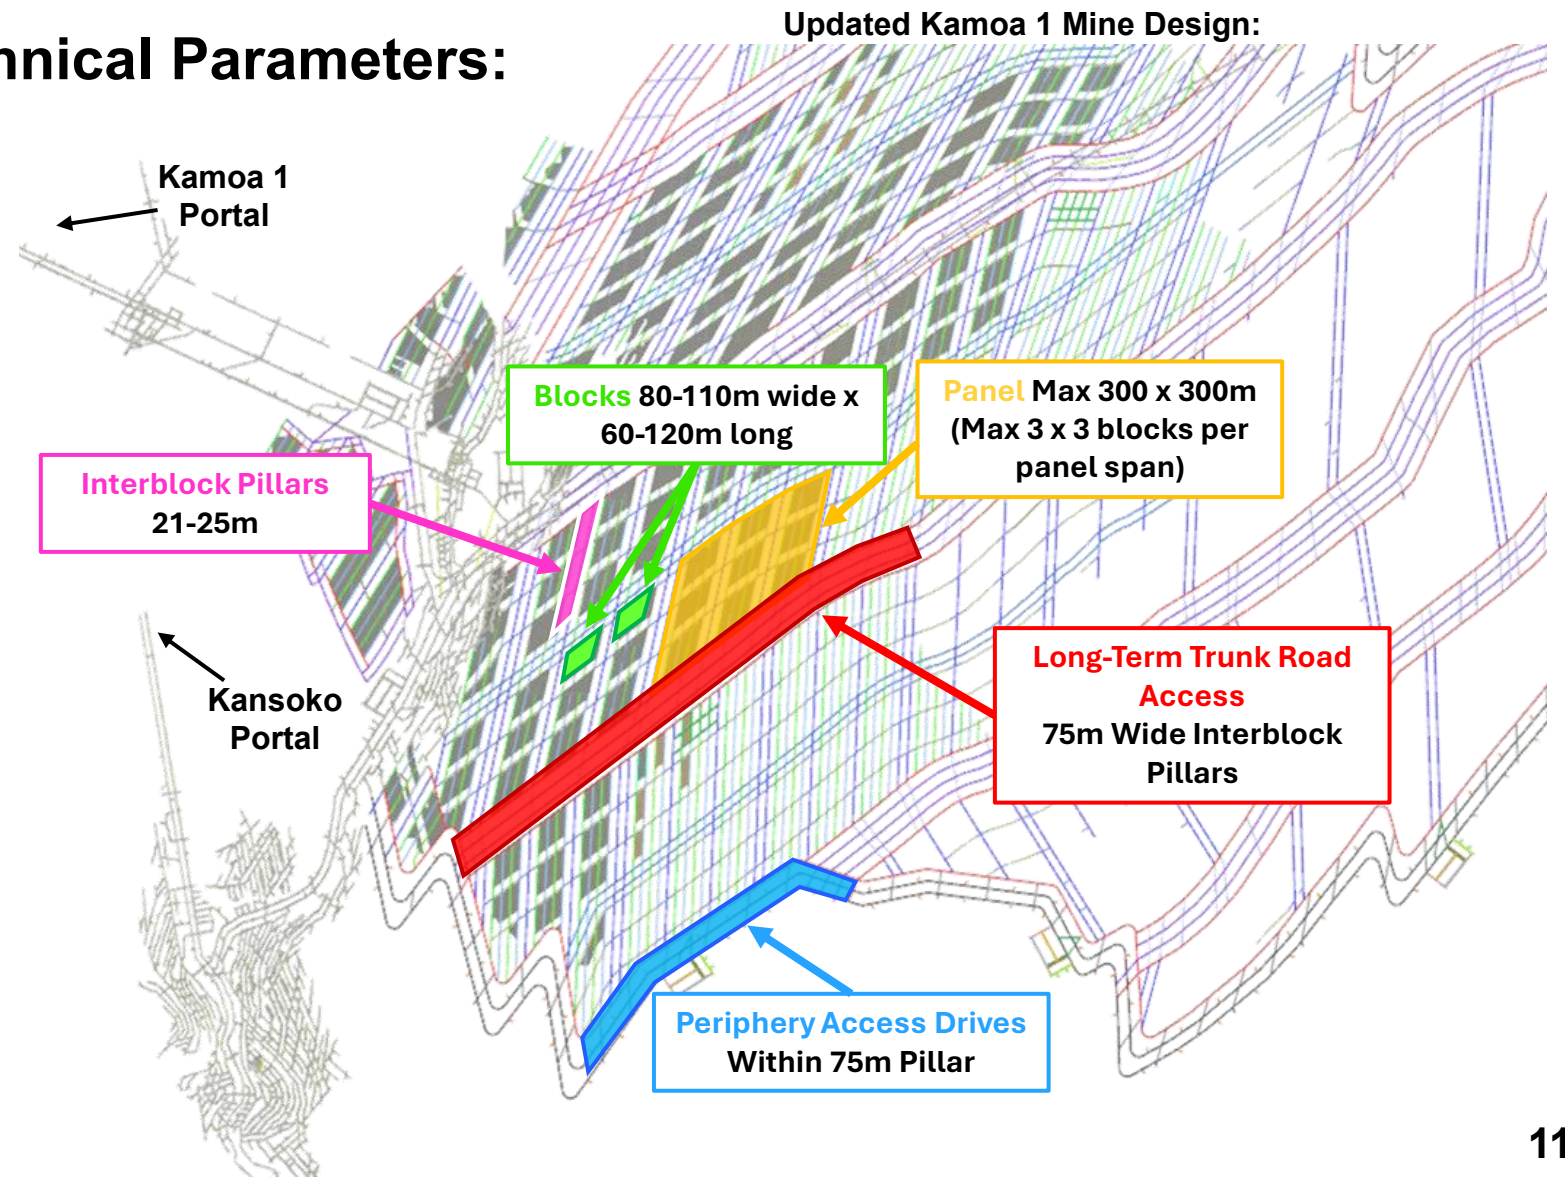 Updated Kamoa 1 Mine Design:
hnical Parameters:
Kamoa 1
Portal
Blocks 80-110m wide x
60-120m long
Panel Max 300 x 300m
(Max 3 x 3 blocks per
panel span)
Interblock Pillars
21-25m
Long-Term Trunk Road
Access
75m Wide Interblock
Pillars
Kansoko
Portal
Periphery Access Drives
Within 75m Pillar
11